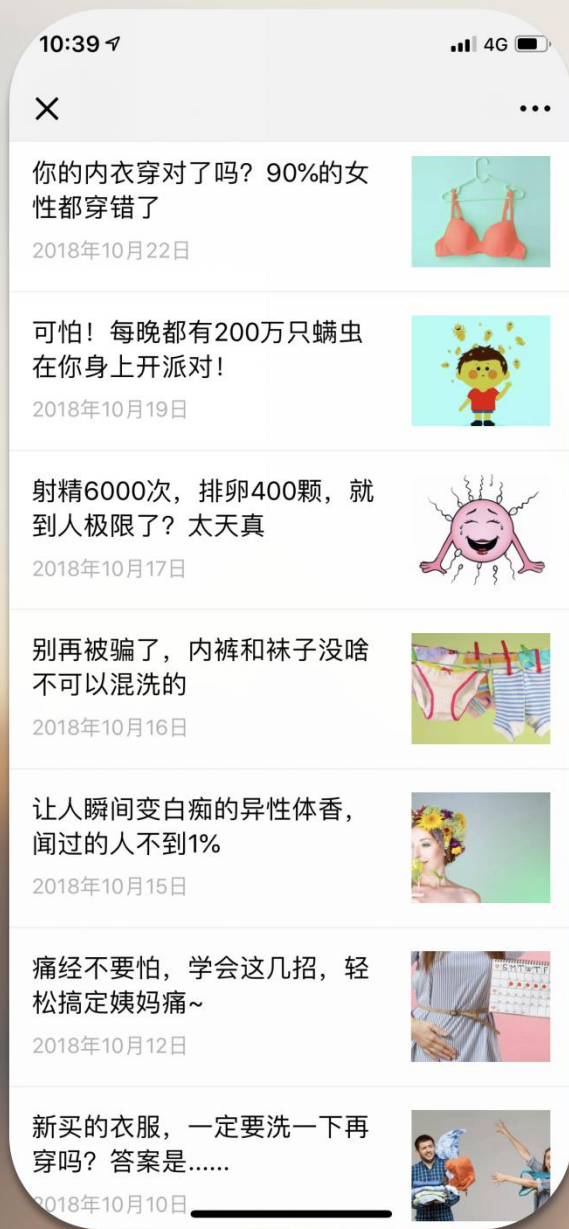 10:39
4G
你的内衣穿对了吗？90%的女
性都穿错了
2018年10月22日
可怕！每晚都有200万只螨虫
在你身上开派对！
2018年10月19日
射精6000次，排卵400颗，就
到人极限了？太天真
2018年10月17日
别再被骗了，内裤和袜子没啥
不可以混洗的
2018年10月16日
让人瞬间变白痴的异性体香，
闻过的人不到1%
2018年10月15日
痛经不要怕，学会这几招，轻
松搞定姨妈痛~
S M T W T F
2018年10月12日
新买的衣服，一定要洗一下再
穿吗？答案是......
2018年10月10日